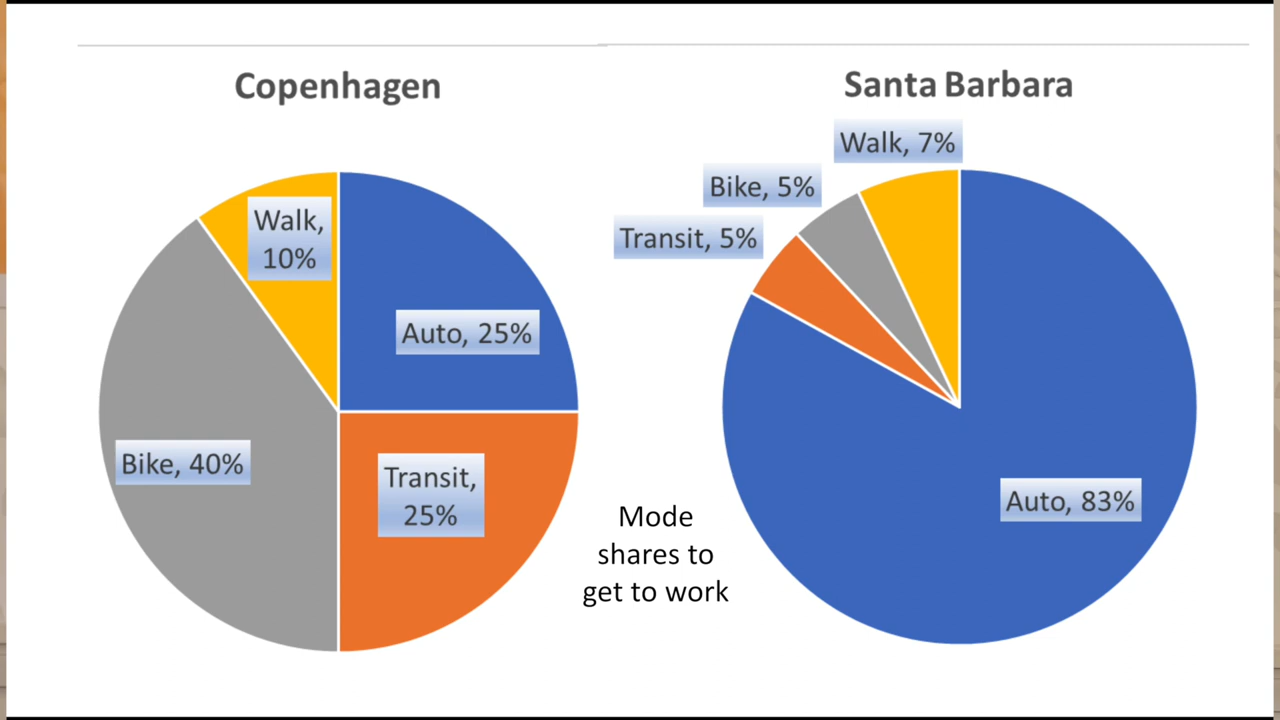 Copenhagen
Walk,
10%
Auto, 25%
Bike, 40%
Transit,
25%
Mode
shares to
get to work
Santa Barbara
Walk, 7%
Bike, 5%
Transit, 5%
Auto, 83%